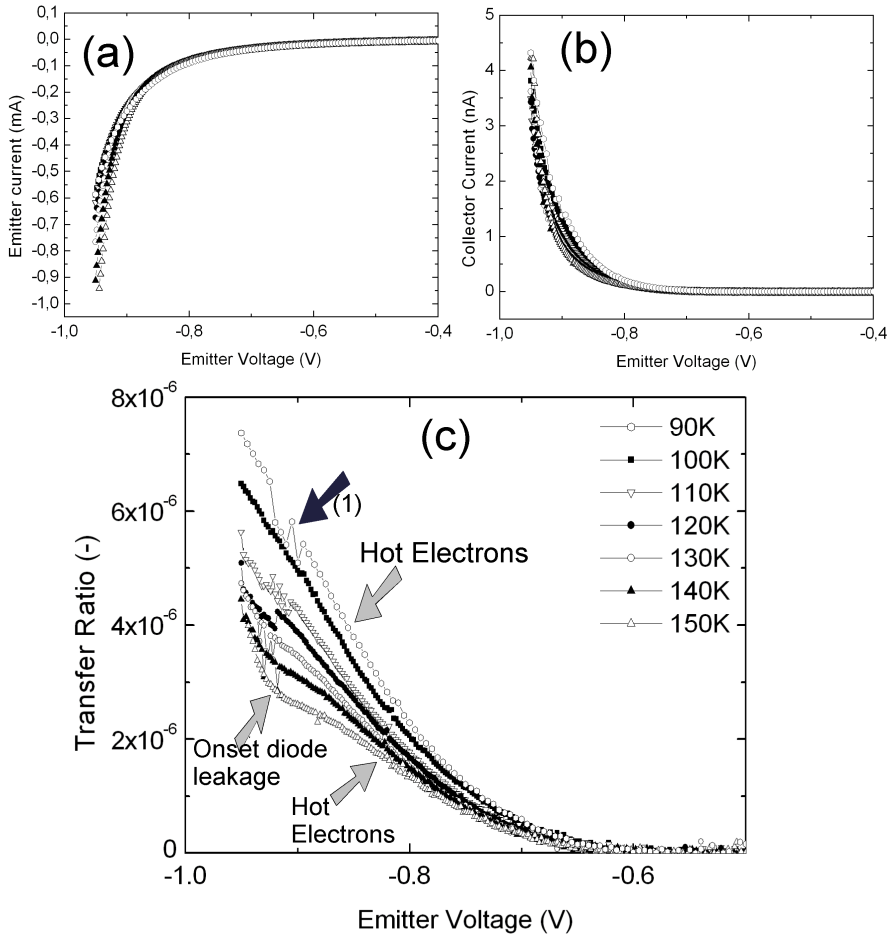 (a)
0,1
0,0
-0,1
-0,2
-0,3
-0,4
-0,5
-0,6
-0,7
-0,8
-0,9
-1,0
Emitter current (mA)
-1,0 -0,8 -0,6 -0,4
Emitter Voltage (V)
(b)
5
4
3
2
1
0
Collector Current (nA)
-1,0 -0,8 -0,6 -0,4
Emitter Voltage (V)
(c)
8x10-6
6x10-6
4x10-6
2x10-6
0
Transfer Ratio (-)
(1)
Hot Electrons
Onset diode
leakage
Hot
Electrons
90K
100K
110K
120K
130K
140K
150K
-1.0 -0.8 -0.6
Emitter Voltage (V)